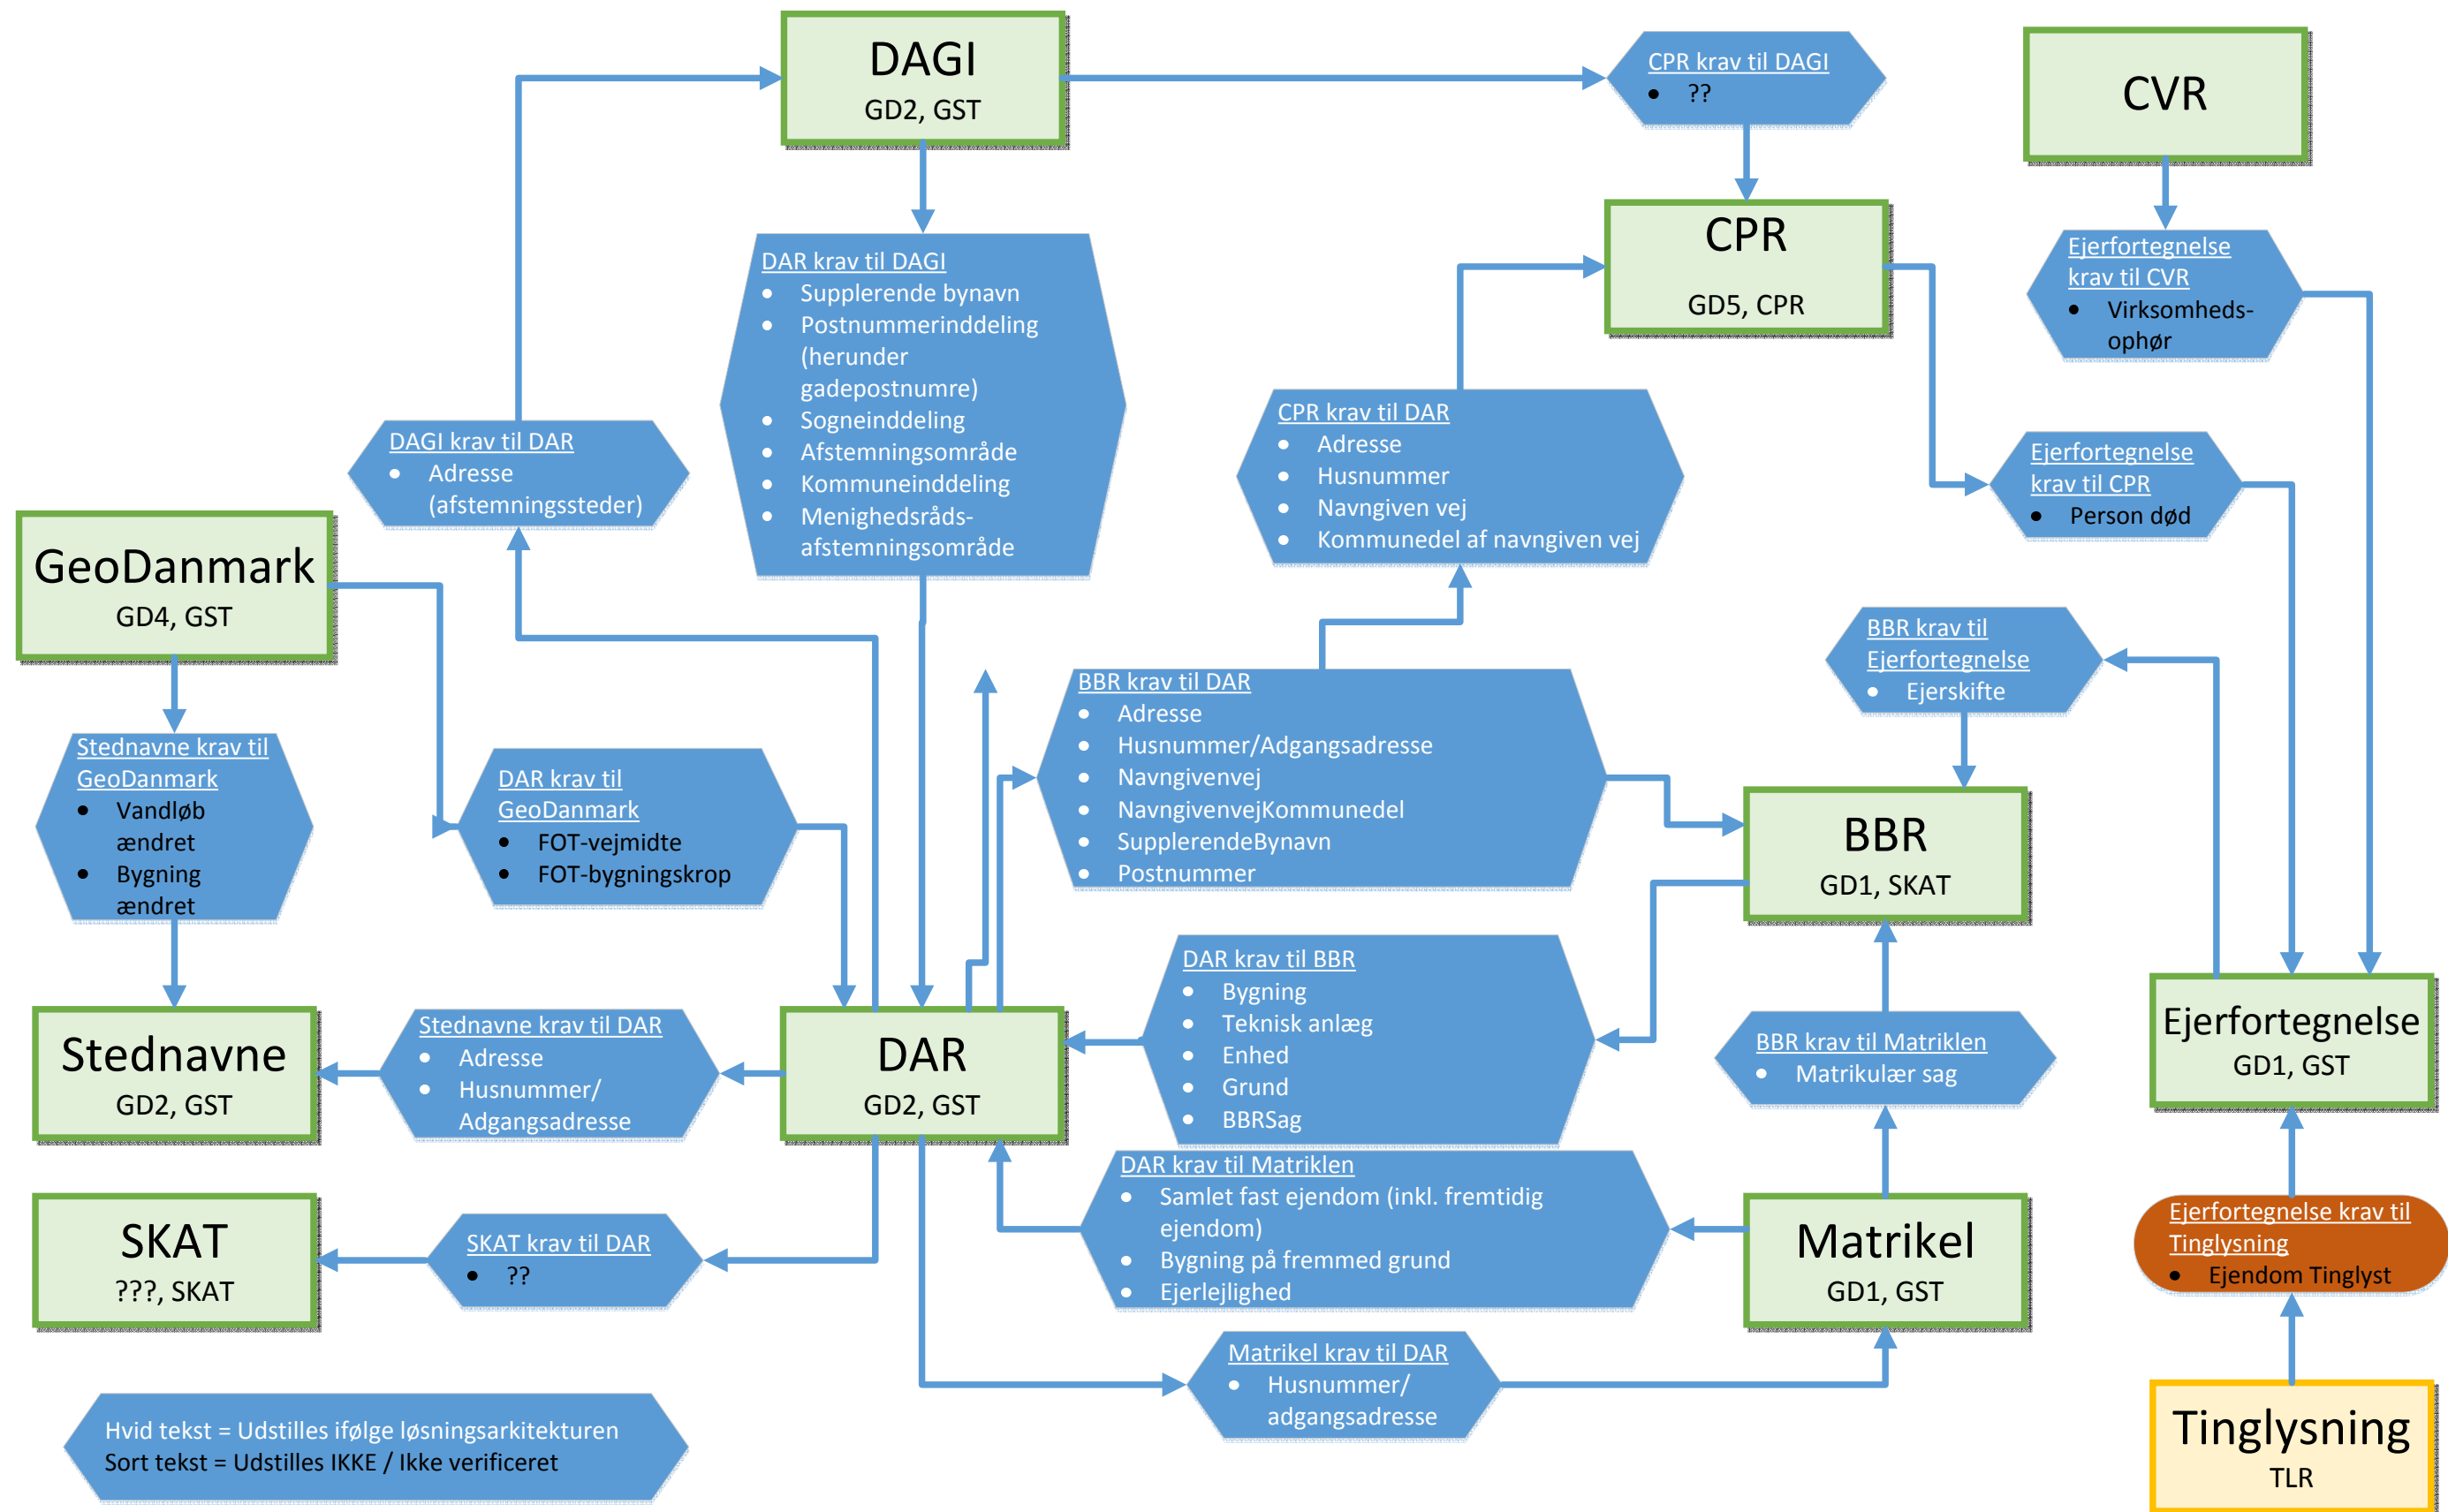 DAGI
GD2, GST
CPR krav til DAGI
• ??
CVR
CPR
GD5, CPR
Ejerfortegnelse
krav til CVR
• Virksomheds-
ophør
DAR krav til DAGI
• Supplerende bynavn
• Postnummerinddeling
(herunder
gadepostnumre)
• Sogneinddeling
• Afstemningsområde
• Kommuneinddeling
• Menighedsråds-
afstemningsområde
DAGI krav til DAR
• Adresse
(afstemningssteder)
CPR krav til DAR
• Adresse
• Husnummer
• Navngiven vej
• Kommunedel af navngiven vej
Ejerfortegnelse
krav til CPR
• Person død
GeoDanmark
GD4, GST
BBR krav til
Ejerfortegnelse
• Ejerskifte
BBR krav til DAR
• Adresse
• Husnummer/Adgangsadresse
• Navngivenvej
• NavngivenvejKommunedel
• SupplerendeBynavn
• Postnummer
Stednavne krav til
GeoDanmark
• Vandløb
ændret
• Bygning
ændret
DAR krav til
GeoDanmark
• FOT-vejmidte
• FOT-bygningskrop
BBR
GD1, SKAT
DAR krav til BBR
• Bygning
• Teknisk anlæg
• Enhed
• Grund
• BBRSag
Stednavne
GD2, GST
Stednavne krav til DAR
• Adresse
• Husnummer/
Adgangsadresse
DAR
GD2, GST
BBR krav til Matriklen
• Matrikulær sag
Ejerfortegnelse
GD1, GST
DAR krav til Matriklen
• Samlet fast ejendom (inkl. fremtidig
ejendom)
• Bygning på fremmed grund
• Ejerlejlighed
SKAT
???, SKAT
SKAT krav til DAR
• ??
Matrikel
GD1, GST
Ejerfortegnelse krav til
Tinglysning
• Ejendom Tinglyst
Matrikel krav til DAR
• Husnummer/
adgangsadresse
Hvid tekst = Udstilles ifølge løsningsarkitekturen
Sort tekst = Udstilles IKKE / Ikke verificeret
Tinglysning
TLR